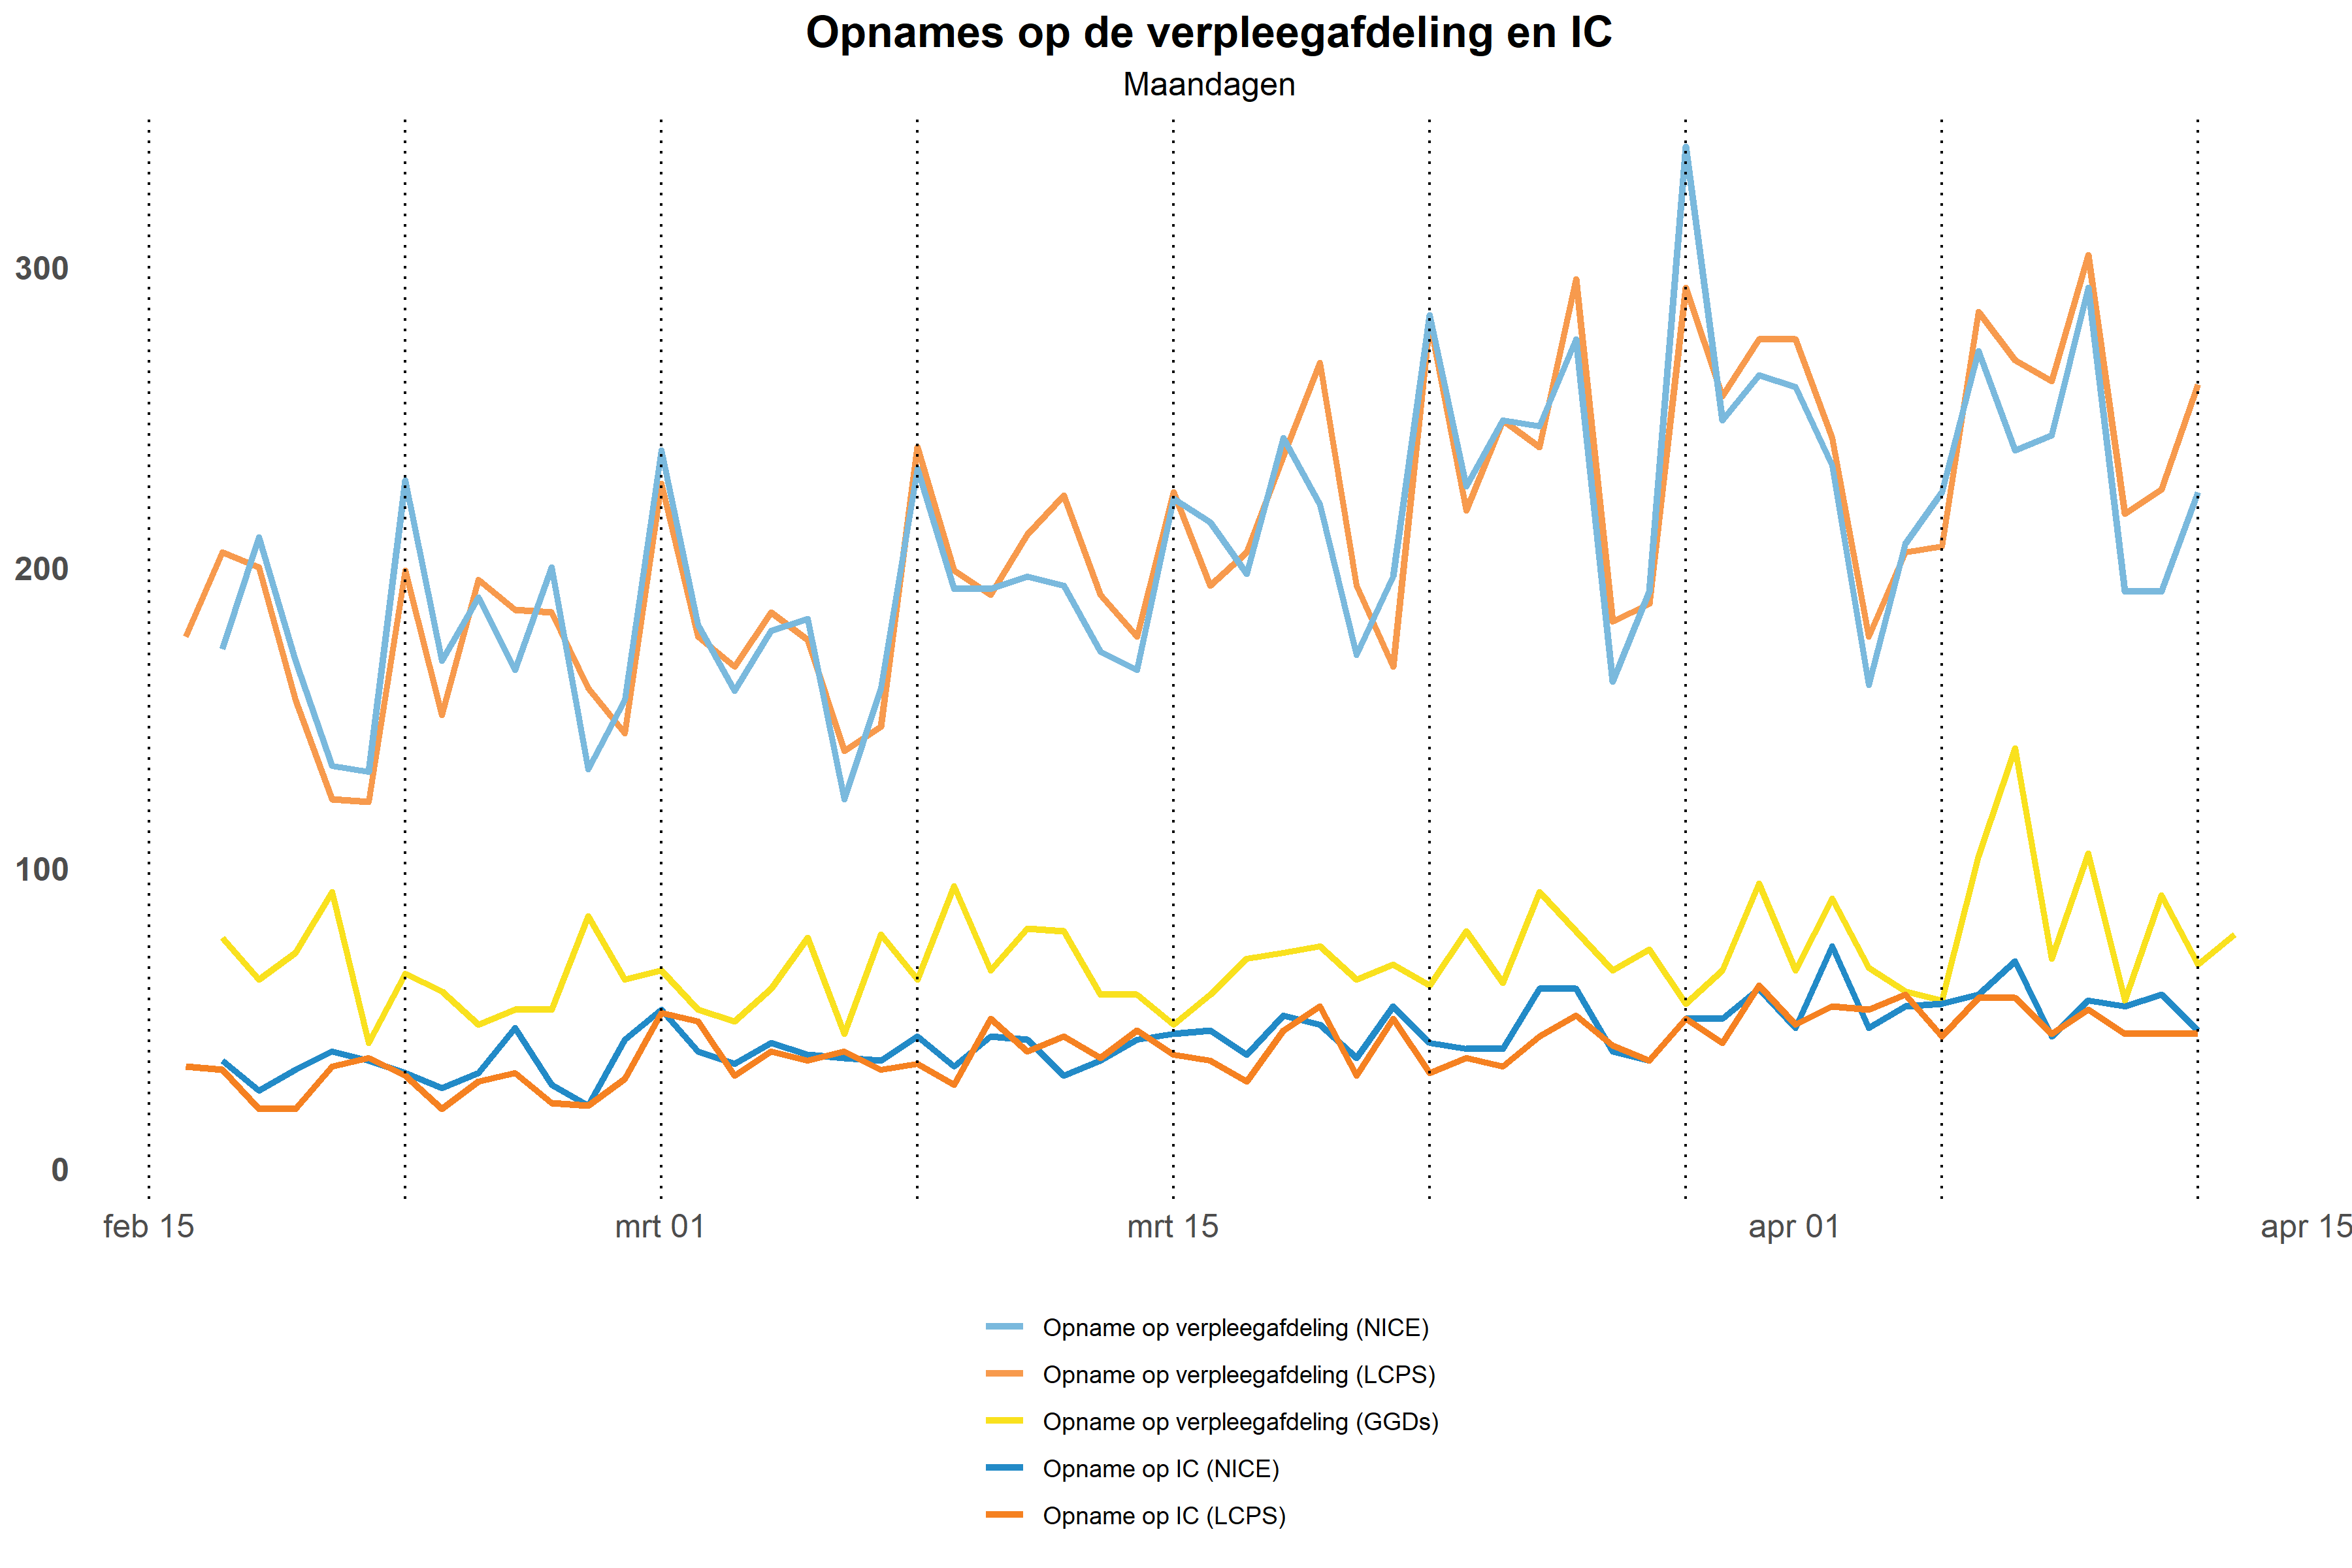 Opnames op de verpleegafdeling en IC
Maandagen
300
200
100
0
feb 15 mrt 01 mrt 15 apr 01 apr 15
Opname op verpleegafdeling (NICE)
Opname op verpleegafdeling (LCPS)
Opname op verpleegafdeling (GGDs)
Opname op IC (NICE)
Opname op IC (LCPS)